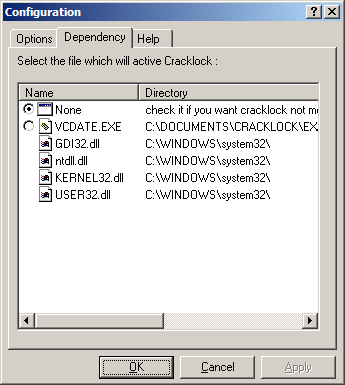 Configuration
Options Dependency Help
Select the file which will active Cracklock :
Name Directory
None check it if you want cracklock not
VCDATE.EXE C:\DOCUMENTS\CRACKLOCK\EX
GDI32.dll C:\WINDOWS\system32\
ntdll.dll C:\WINDOWS\system32\
KERNEL32.dll C:\WINDOWS\system32\
USER32.dll C:\WINDOWS\system32\
OK Cancel Apply